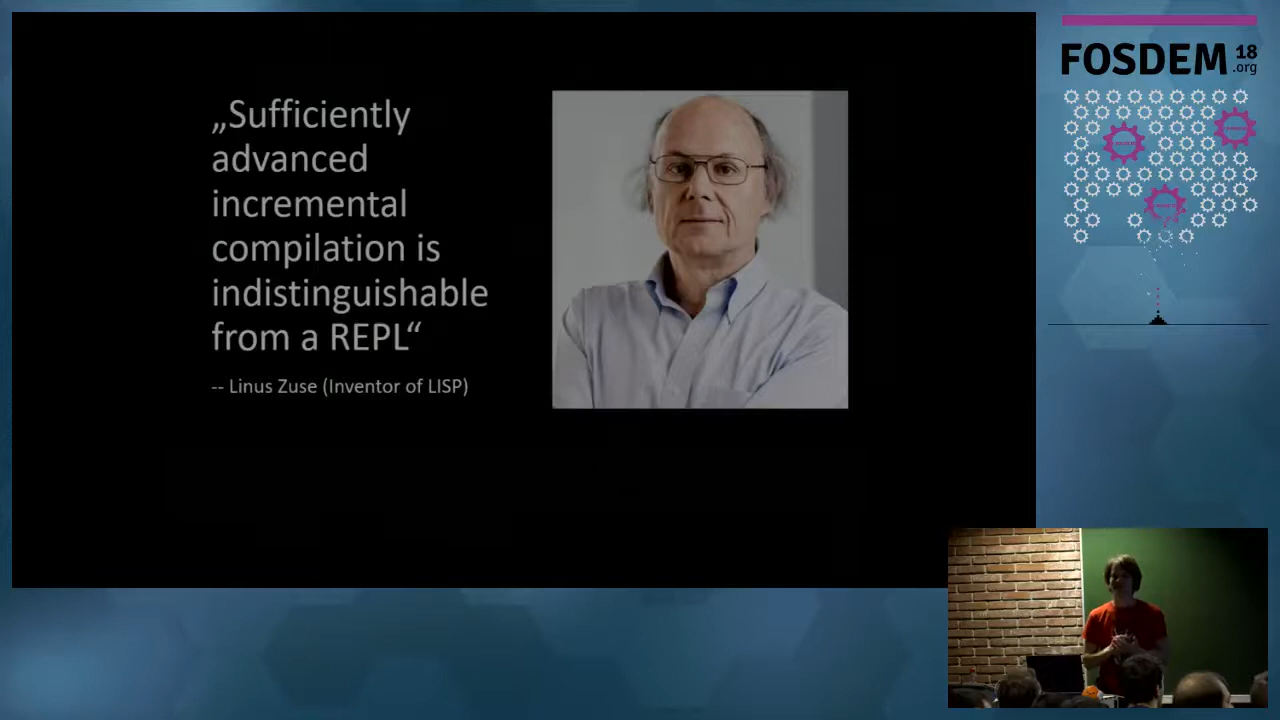 „Sufficiently
advanced
incremental
compilation is
indistinguishable
from a REPL“
-- Linus Zuse (Inventor of LISP)
FOSDEM 18
.org